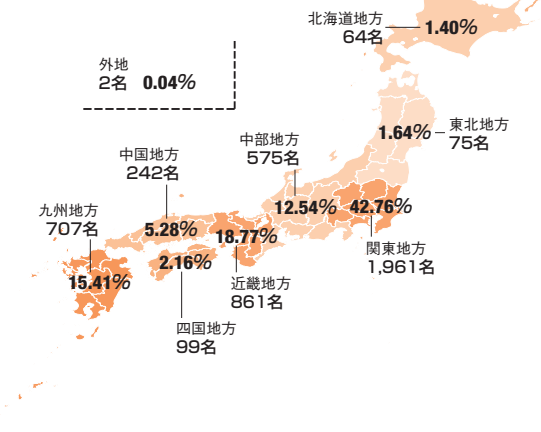 北海道地方
64名
1.40%
外地
2名 0.04%
東北地方
75名
1.64%
中部地方
575名
12.54%
中国地方
242名
5.28%
九州地方
707名
15.41%
18.77%
近畿地方
861名
2.16%
四国地方
99名
42.76%
関東地方
1,961名